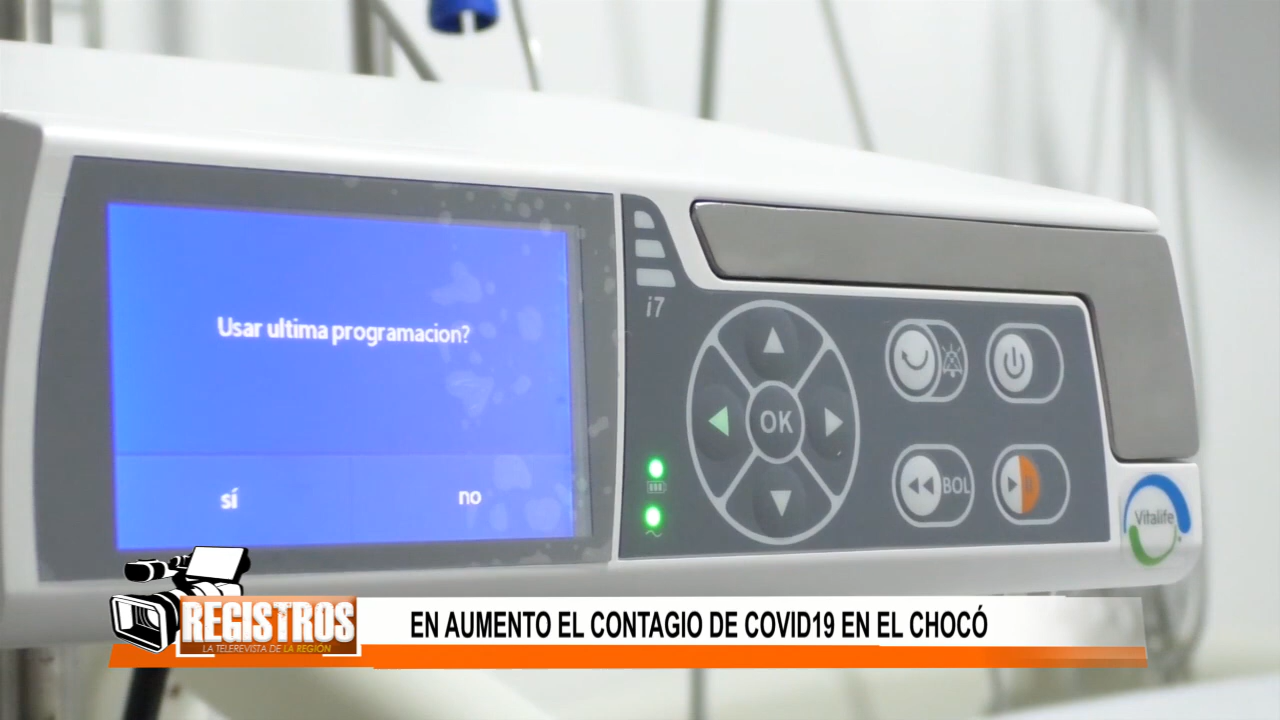 Usar ultima programacion?
sí
no
i7
OK
BOL
Vitalife
REGISTROS
LA TELEREVISTA DE LA REGIÓN
EN AUMENTO EL CONTAGIO DE COVID19 EN EL CHOCÓ